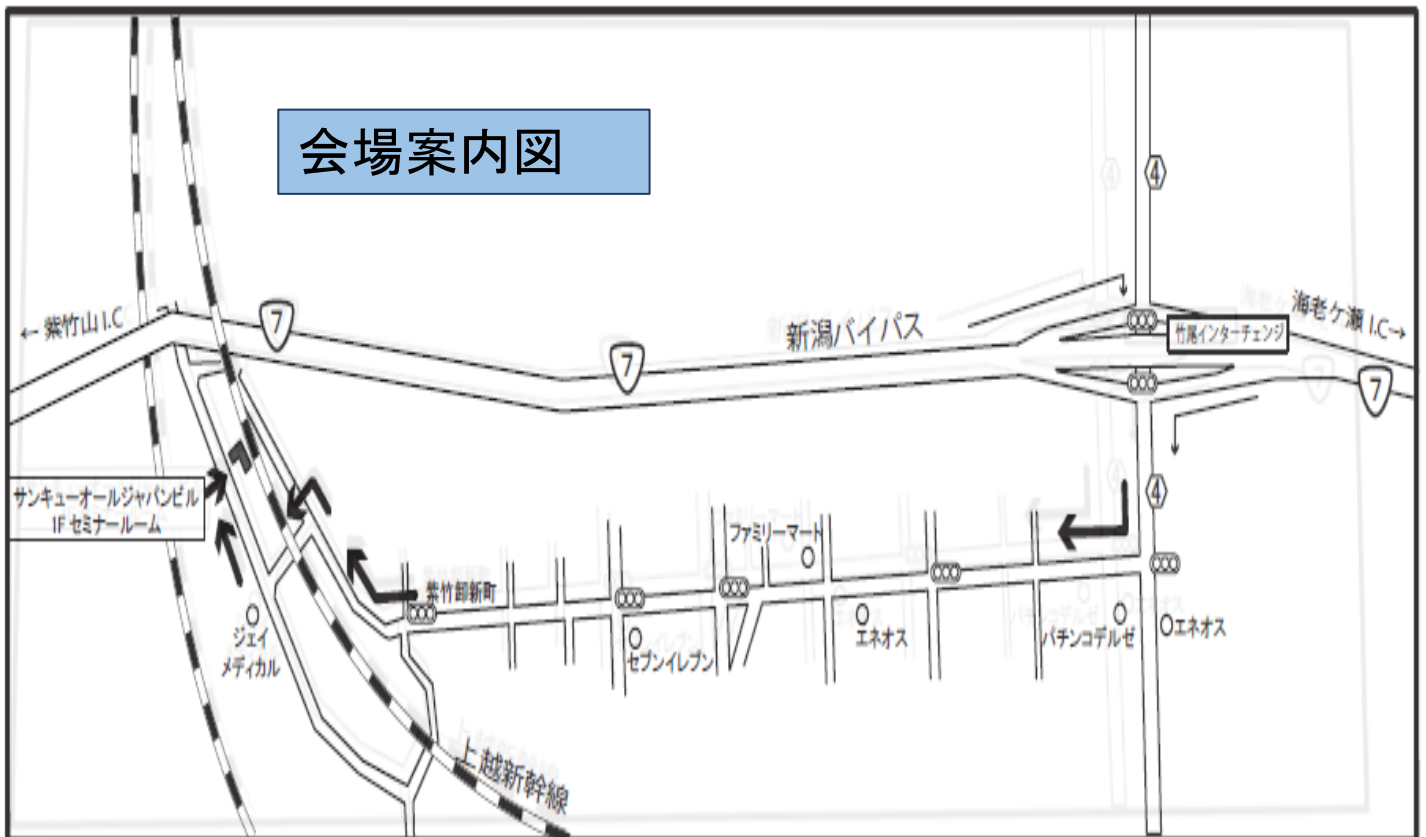 会場案内図
4
← 紫竹山 I.C
7
7
新潟バイパス
竹尾インターチェンジ
海老ケ瀬 I.C→
7
サンキューオールジャパンビル
1F セミナールーム
4
ファミリーマート
紫竹卸新町
ジェイ
メディカル
セブンイレブン
エネオス
パチンコデルゼ
エネオス
上越新幹線